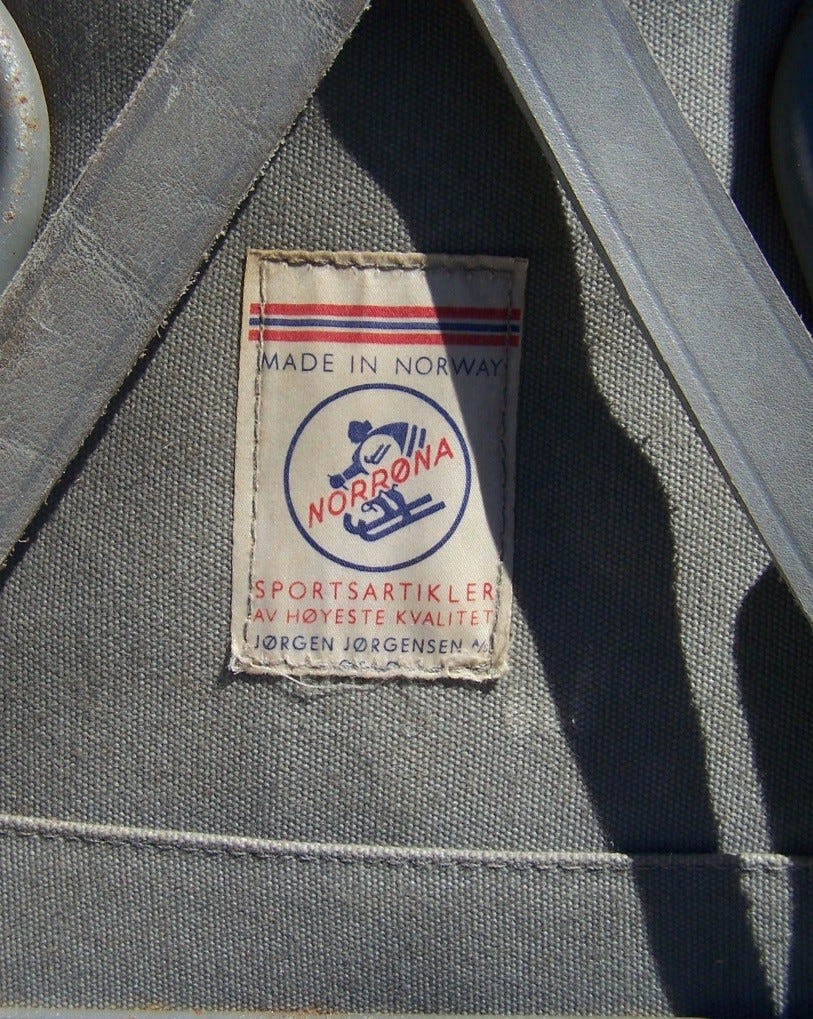 MADE IN NORWAY
NORRØNA
SPORTSARTIKLER
AV HØYESTE KVALITET
JØRGEN JØRGENSEN A/S